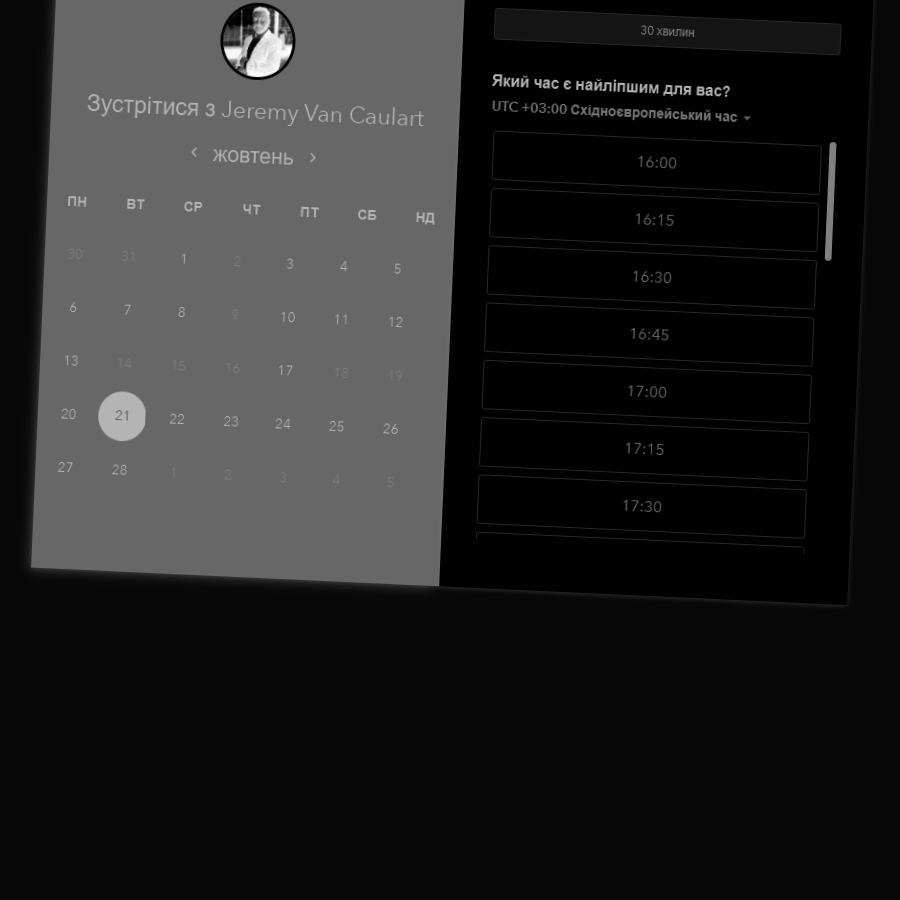 Зустрітися з Jeremy Van Caulart
жовтень
ПН ВТ СР ЧТ ПТ СБ НД
30 31 1 2 3 4 5
6 7 8 9 10 11 12
13 14 15 16 17 18 19
20 21 22 23 24 25 26
27 28 1 2 3 4 5
30 хвилин
Який час є найліпшим для вас?
UTC +03:00 Східноєвропейський час
16:00
16:15
16:30
16:45
17:00
17:15
17:30